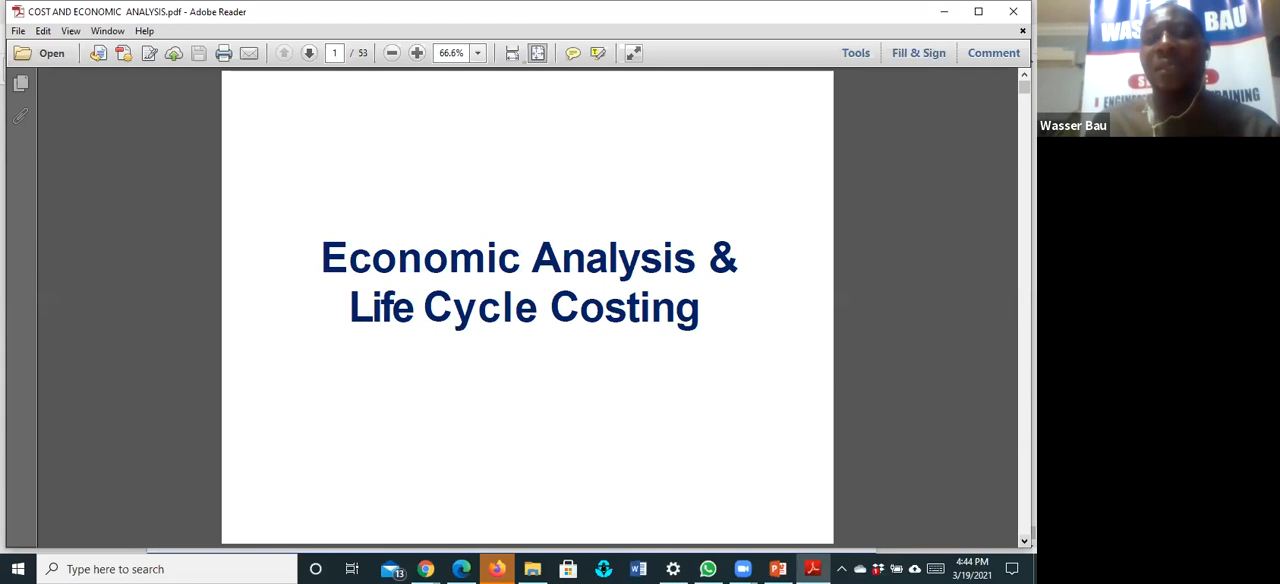 COST AND ECONOMIC ANALYSIS.pdf - Adobe Reader
File Edit View Window Help
Open 1 / 53 66.6% Tools Fill & Sign Comment
Economic Analysis &
Life Cycle Costing
BAU
Wasser Bau
Type here to search
13
4:44 PM
3/19/2021